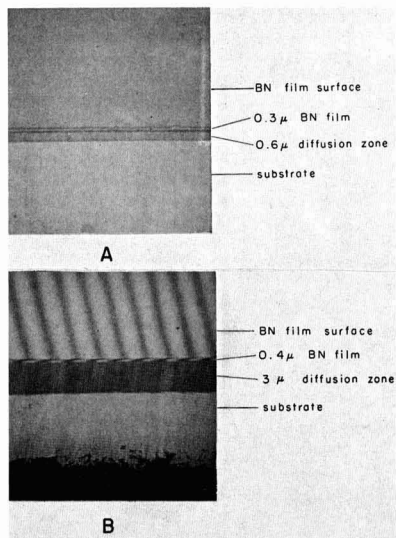 BN film surface
0.3μ BN film
0.6μ diffusion zone
substrate
A
BN film surface
0.4μ BN film
3 μ diffusion zone
substrate
B